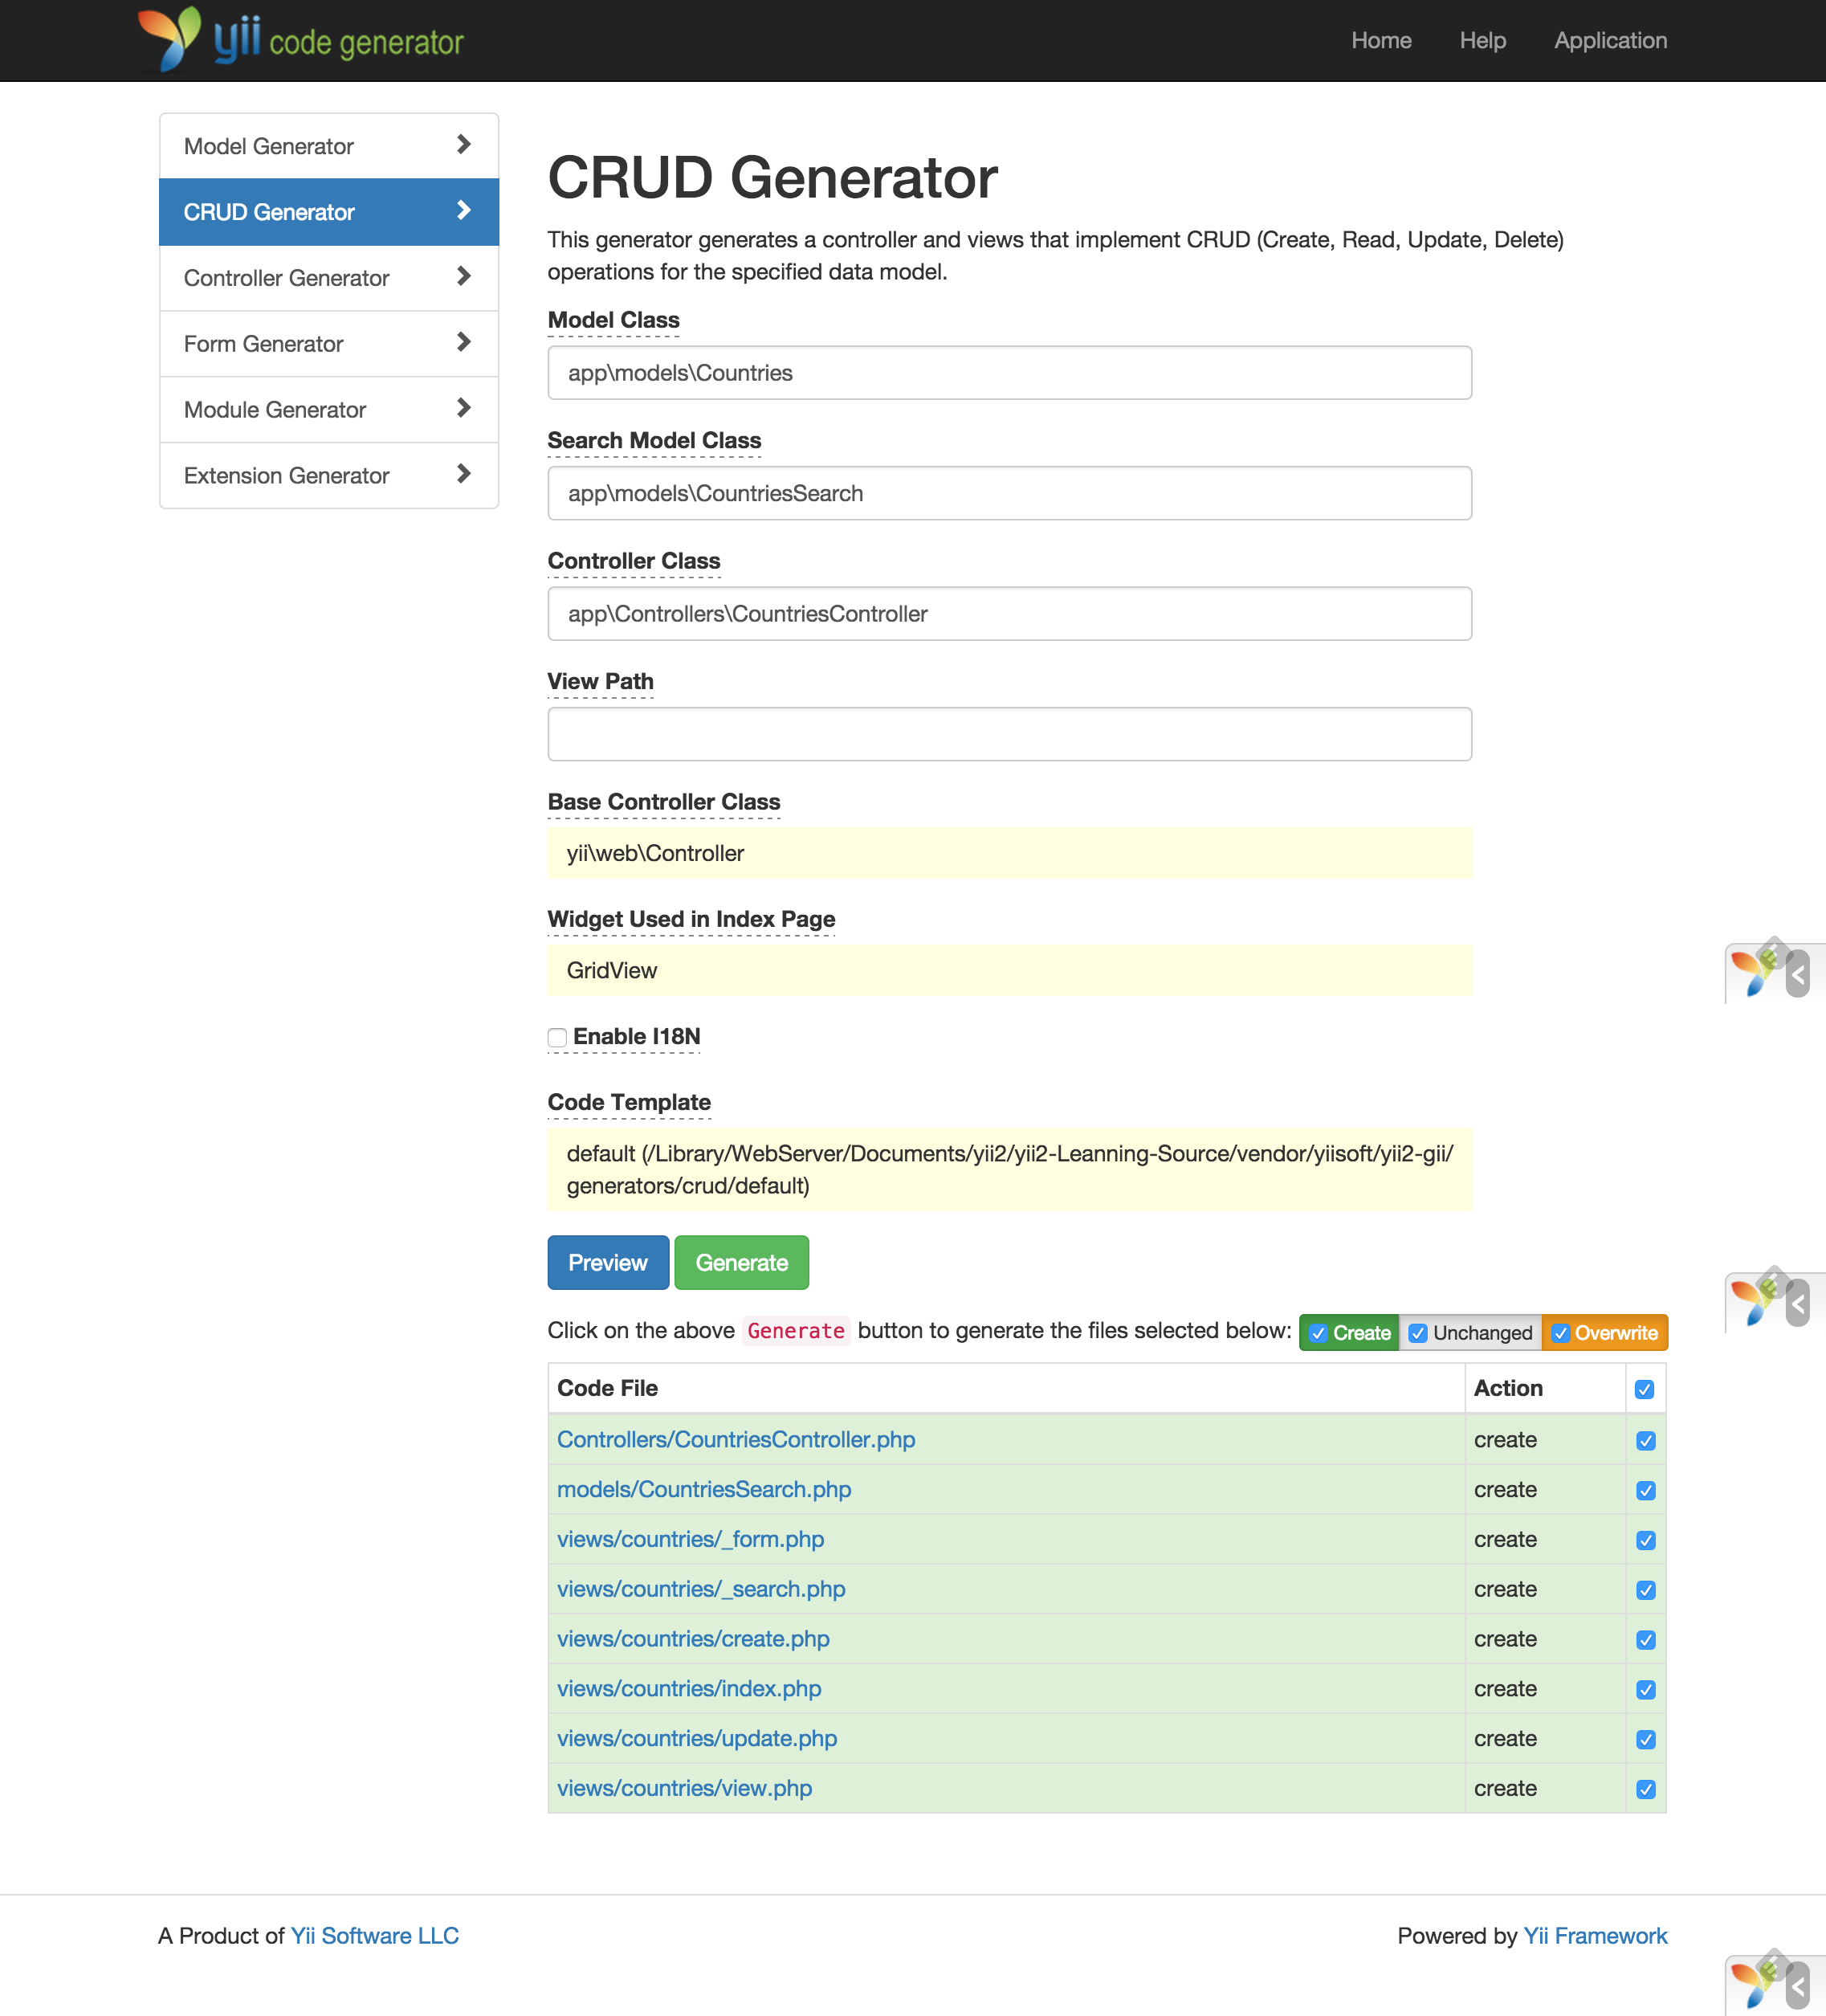 yii code generator
Home Help Application
Model Generator
CRUD Generator
Controller Generator
Form Generator
Module Generator
Extension Generator
CRUD Generator
This generator generates a controller and views that implement CRUD (Create, Read, Update, Delete)
operations for the specified data model.
Model Class
app\models\Countries
Search Model Class
app\models\CountriesSearch
Controller Class
app\Controllers\CountriesController
View Path
Base Controller Class
yii\web\Controller
Widget Used in Index Page
GridView
Enable I18N
Code Template
default (/Library/WebServer/Documents/yii2/yii2-Leanning-Source/vendor/yiisoft/yii2-gii/
generators/crud/default)
Preview Generate
Click on the above Generate button to generate the files selected below: Create Unchanged Overwrite
Code File Action
Controllers/CountriesController.php create
models/CountriesSearch.php create
views/countries/_form.php create
views/countries/_search.php create
views/countries/create.php create
views/countries/index.php create
views/countries/update.php create
views/countries/view.php create
A Product of Yii Software LLC Powered by Yii Framework